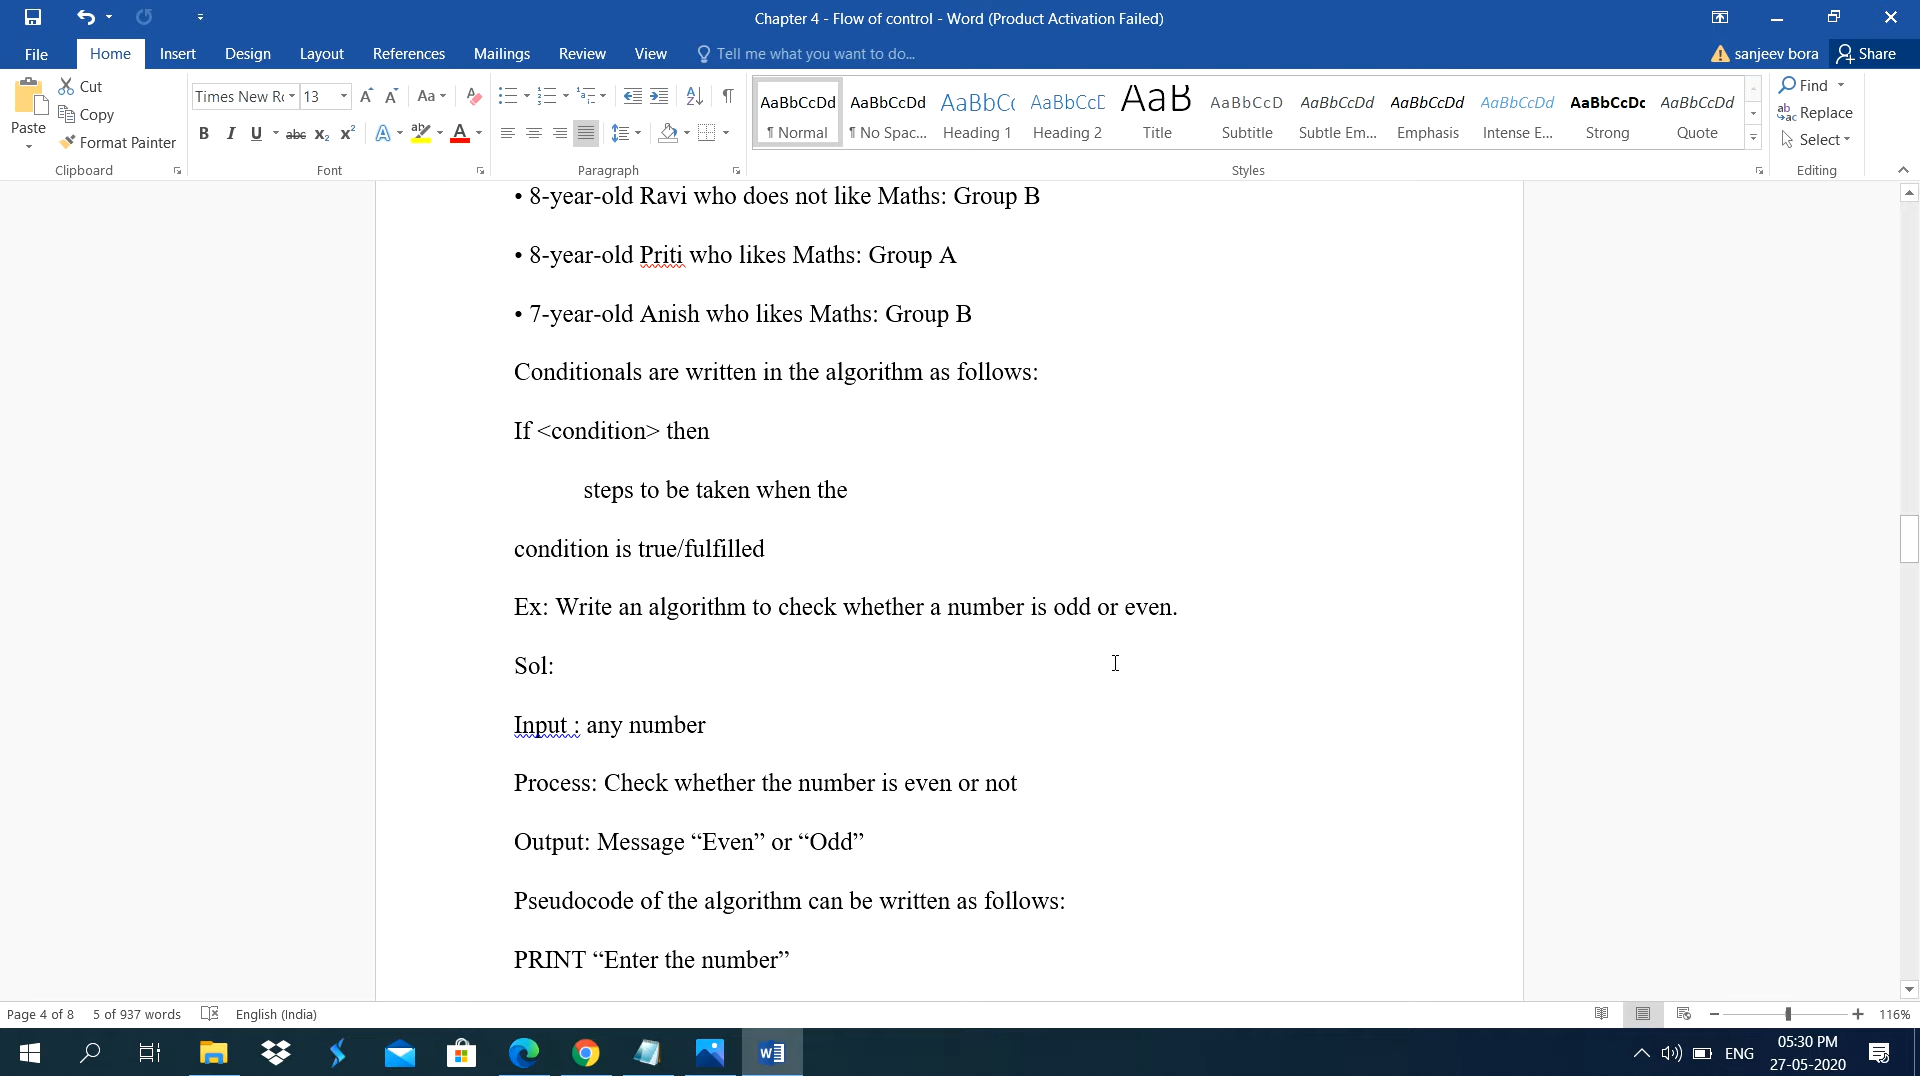 Chapter 4 - Flow of control - Word (Product Activation Failed)
File Home Insert Design Layout References Mailings Review View Tell me what you want to do... sanjeev bora Share
Paste
Cut
Copy
Format Painter
Clipboard
Times New Ro 13 Aa
B I U abc x₂ x² A ab A
Font
Paragraph
AaBbCcDd AaBbCcDd AaBbCc AaBbCcD AaB AaBbCcD AaBbCcDd AaBbCcDd AaBbCcDd AaBbCcDc AaBbCcDd
¶ Normal ¶ No Spac... Heading 1 Heading 2 Title Subtitle Subtle Em... Emphasis Intense E... Strong Quote
Styles
Find
Replace
Select
Editing
• 8-year-old Ravi who does not like Maths: Group B
• 8-year-old Priti who likes Maths: Group A
• 7-year-old Anish who likes Maths: Group B
Conditionals are written in the algorithm as follows:
If <condition> then
steps to be taken when the
condition is true/fulfilled
Ex: Write an algorithm to check whether a number is odd or even.
Sol:
Input : any number
Process: Check whether the number is even or not
Output: Message “Even” or “Odd”
Pseudocode of the algorithm can be written as follows:
PRINT “Enter the number”
Page 4 of 8 5 of 937 words English (India) 116%
ENG
05:30 PM
27-05-2020